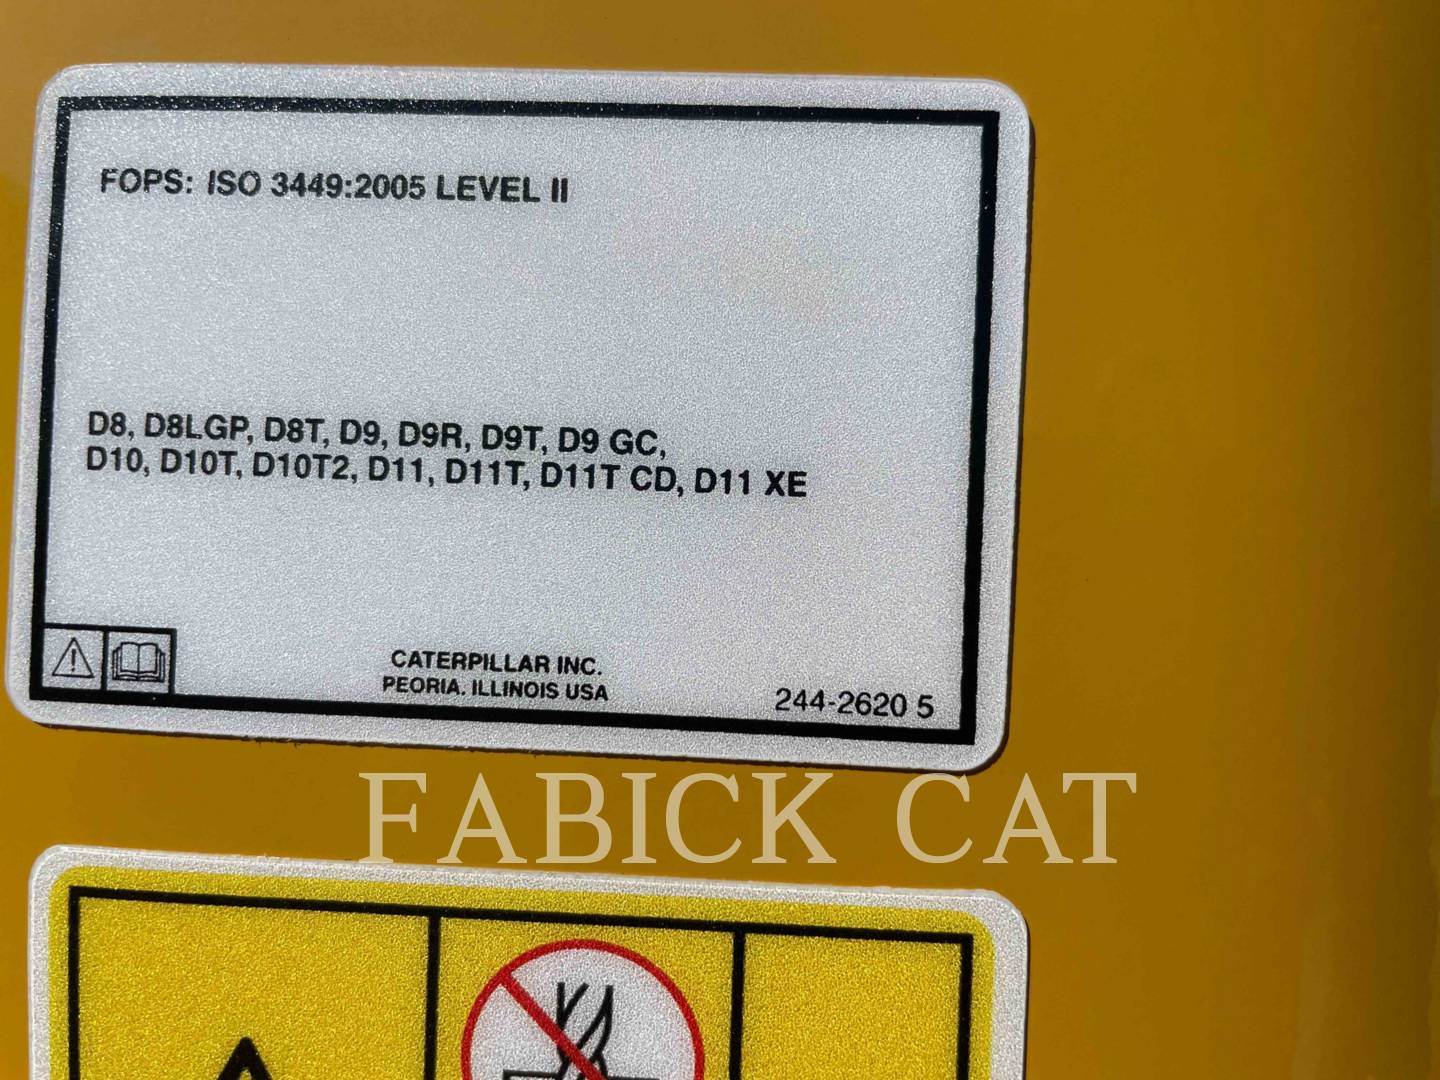 FOPS: ISO 3449:2005 LEVEL II
D8, D8LGP, D8T, D9, D9R, D9T, D9 GC,
D10, D10T, D10T2, D11, D11T, D11T CD, D11 XE
CATERPILLAR INC.
PEORIA. ILLINOIS USA
244-2620 5
FABICK CAT